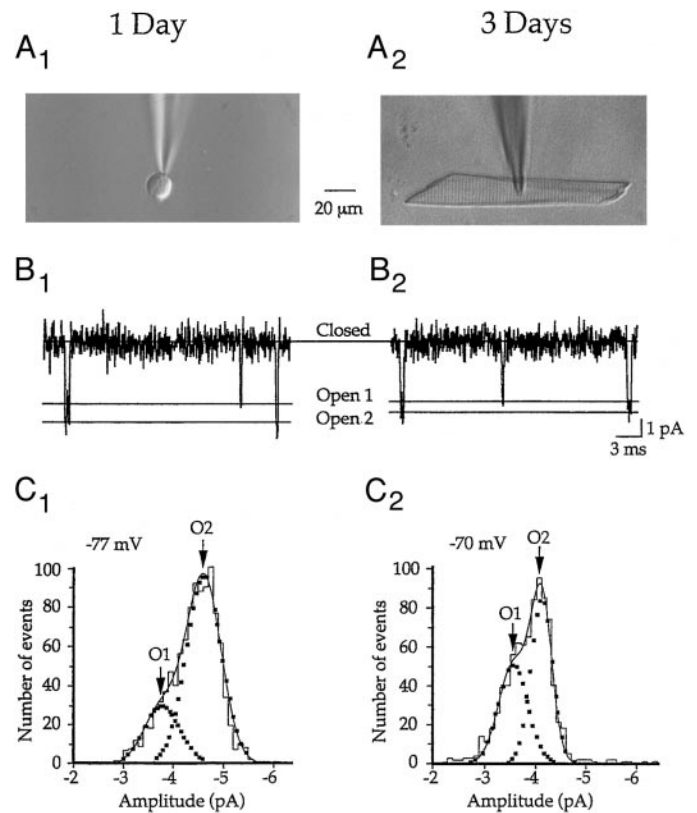 1 Day 3 Days
A1 A2
20 µm
B1 B2
Closed
Open 1
Open 2
1 pA
3 ms
C1 C2
-77 mV O2 -70 mV O2
O1 O1
Number of events 100 80 60 40 20 0
-2 -3 -4 -5 -6
Amplitude (pA)
Number of events 100 80 60 40 20 0
-2 -3 -4 -5 -6
Amplitude (pA)